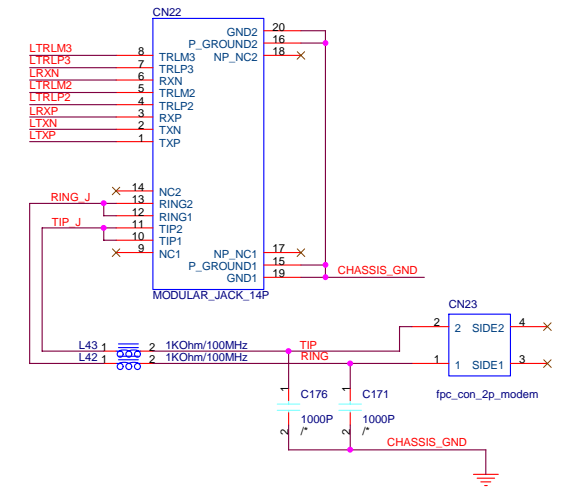 CN22
GND2 20
P_GROUND2 16
NP_NC2 18
LTRLM3 8 TRLM3
LTRLP3 7 TRLP3
LRXN 6 RXN
LTRLM2 5 TRLM2
LTRLP2 4 TRLP2
LRXP 3 RXP
LTXN 2 TXN
LTXP 1 TXP
14 NC2
RING_J 13 RING2
12 RING1
TIP_J 11 TIP2
10 TIP1
9 NC1
NP_NC1 17
P_GROUND1 15
GND1 19
CHASSIS_GND
MODULAR_JACK_14P
CN23
2 2 SIDE2 4
1 1 SIDE1 3
fpc_con_2p_modem
L43 1 2 1KOhm/100MHz TIP
L42 1 2 1KOhm/100MHz RING
1 C176
1000P
2 /*
1 C171
1000P
2 /*
CHASSIS_GND